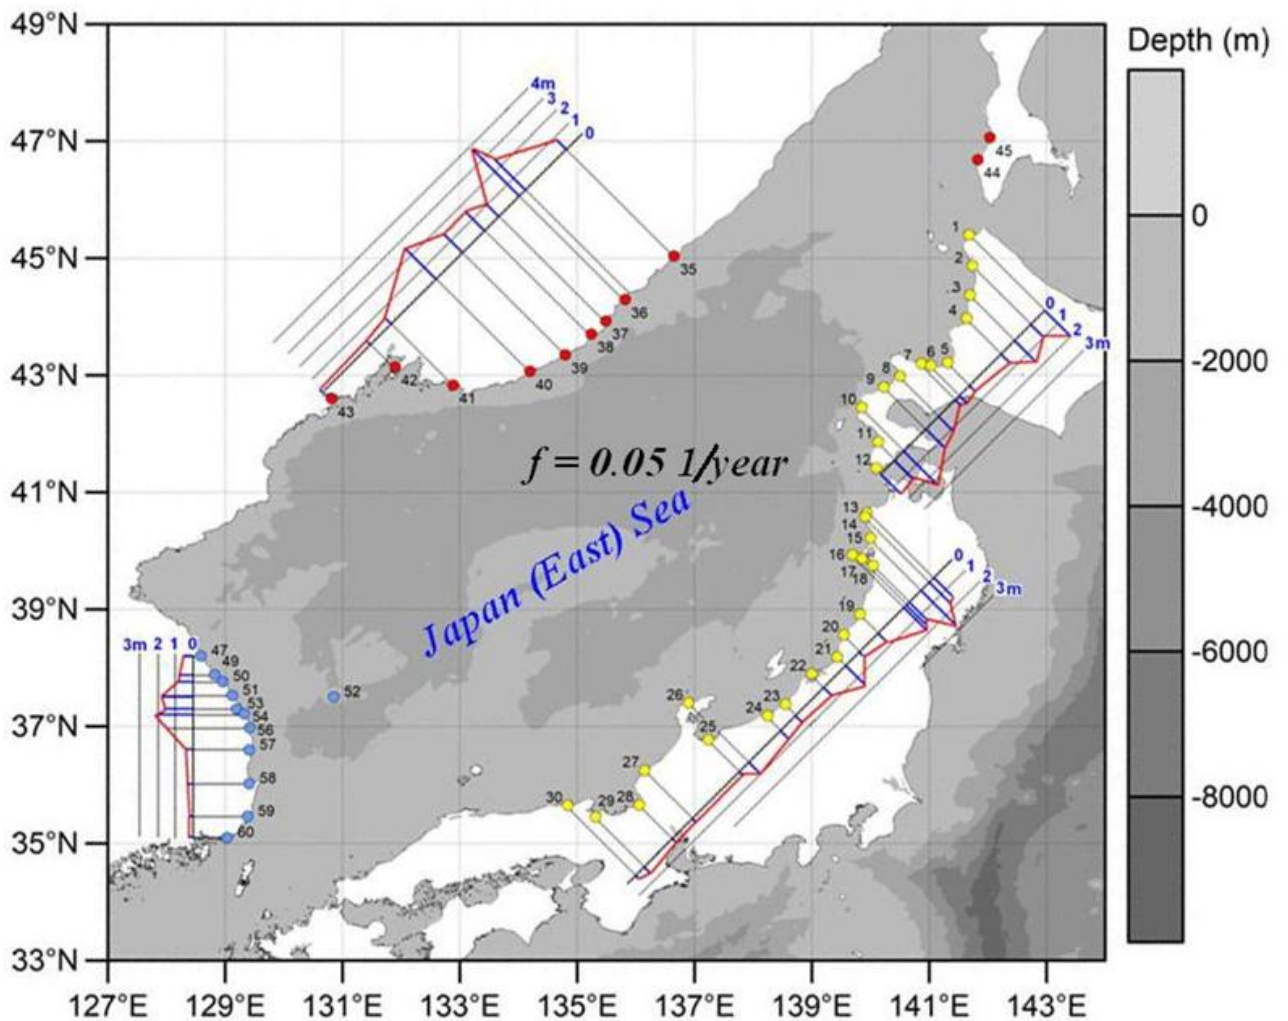 49°N
47°N
45°N
43°N
41°N
39°N
37°N
35°N
33°N
127°E
129°E
131°E
133°E
135°E
137°E
139°E
141°E
143°E
Depth (m)
0
-2000
-4000
-6000
-8000
4m
3
2
1
0
45
44
35
36
37
38
39
40
41
42
43
f = 0.05 1/year
Japan (East) Sea
1
2
3
4
5
6
7
8
9
10
11
12
0
1
2
3m
13
14
15
16
17
18
19
20
21
22
23
24
25
26
27
28
29
30
0
1
2
3m
3m 2 1 0
47
49
50
51
53
54
56
57
58
59
60
52